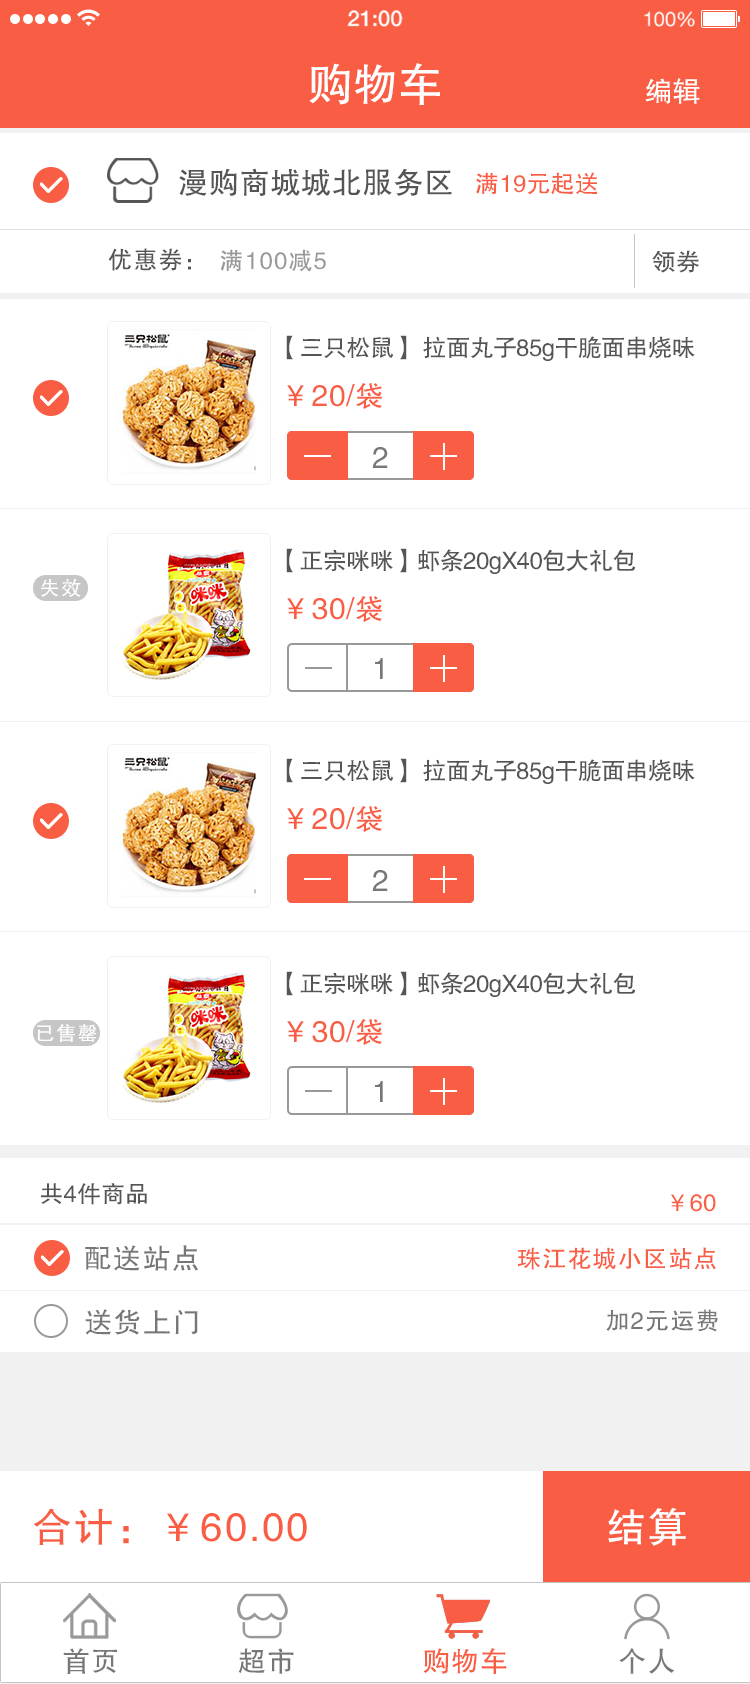 21:00
100%
购物车
编辑
漫购商城城北服务区 满19元起送
优惠券： 满100减5
领券
三只松鼠
【三只松鼠】拉面丸子85g干脆面串烧味
¥20/袋
2
失效
咪咪
【正宗咪咪】虾条20gX40包大礼包
¥30/袋
1
三只松鼠
【三只松鼠】拉面丸子85g干脆面串烧味
¥20/袋
2
已售罄
咪咪
【正宗咪咪】虾条20gX40包大礼包
¥30/袋
1
共4件商品
¥60
配送站点
珠江花城小区站点
送货上门
加2元运费
合计：¥60.00
结算
首页
超市
购物车
个人